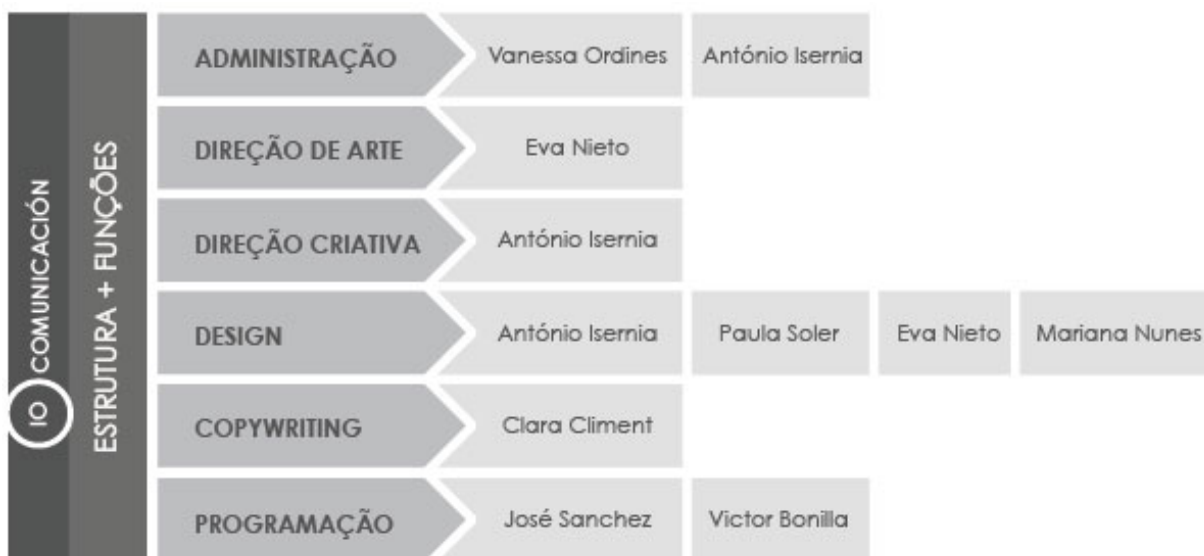 IO COMUNICACIÓN
ESTRUTURA + FUNÇÕES
ADMINISTRAÇÃO Vanessa Ordines António Isernia
DIREÇÃO DE ARTE Eva Nieto
DIREÇÃO CRIATIVA António Isernia
DESIGN António Isernia Paula Soler Eva Nieto Mariana Nunes
COPYWRITING Clara Climent
PROGRAMAÇÃO José Sanchez Victor Bonilla